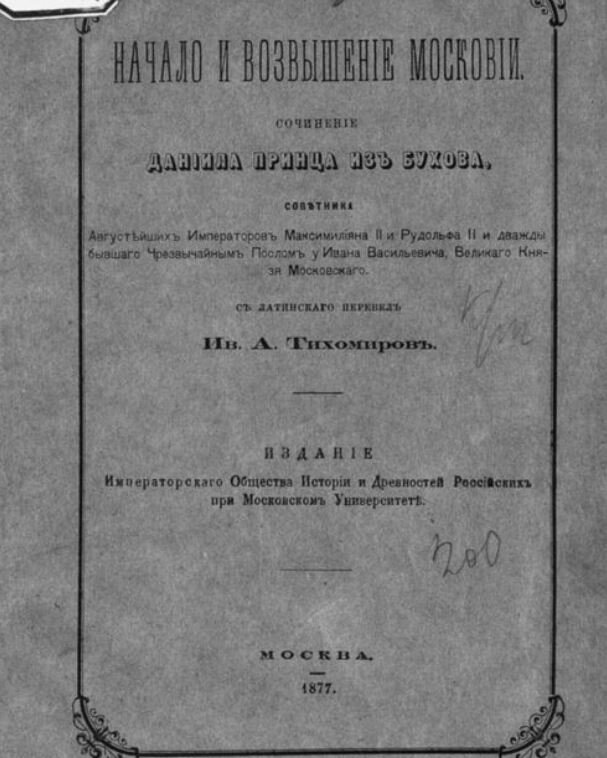 НАЧАЛО И ВОЗВЫШЕНІЕ МОСКОВІИ.
СОЧИНЕНІЕ
ДАНІИЛА ПРИНЦА ИЗЪ БУХОВА,
СОВѢТНИКА
Августѣйшихъ Императоровъ Максимиліяна II и Рудольфа II и дважды
бывшаго Чрезвычайнымъ Посломъ у Ивана Васильевича, Великаго Кня-
зя Московскаго.
СЪ ЛАТИНСКАГО ПЕРЕВЕЛЪ
Ив. А. Тихомировъ.
ИЗДАНІЕ
Императорскаго Общества Исторіи и Древностей Россійскихъ
при Московскомъ Университетѣ.
200
МОСКВА.
1877.